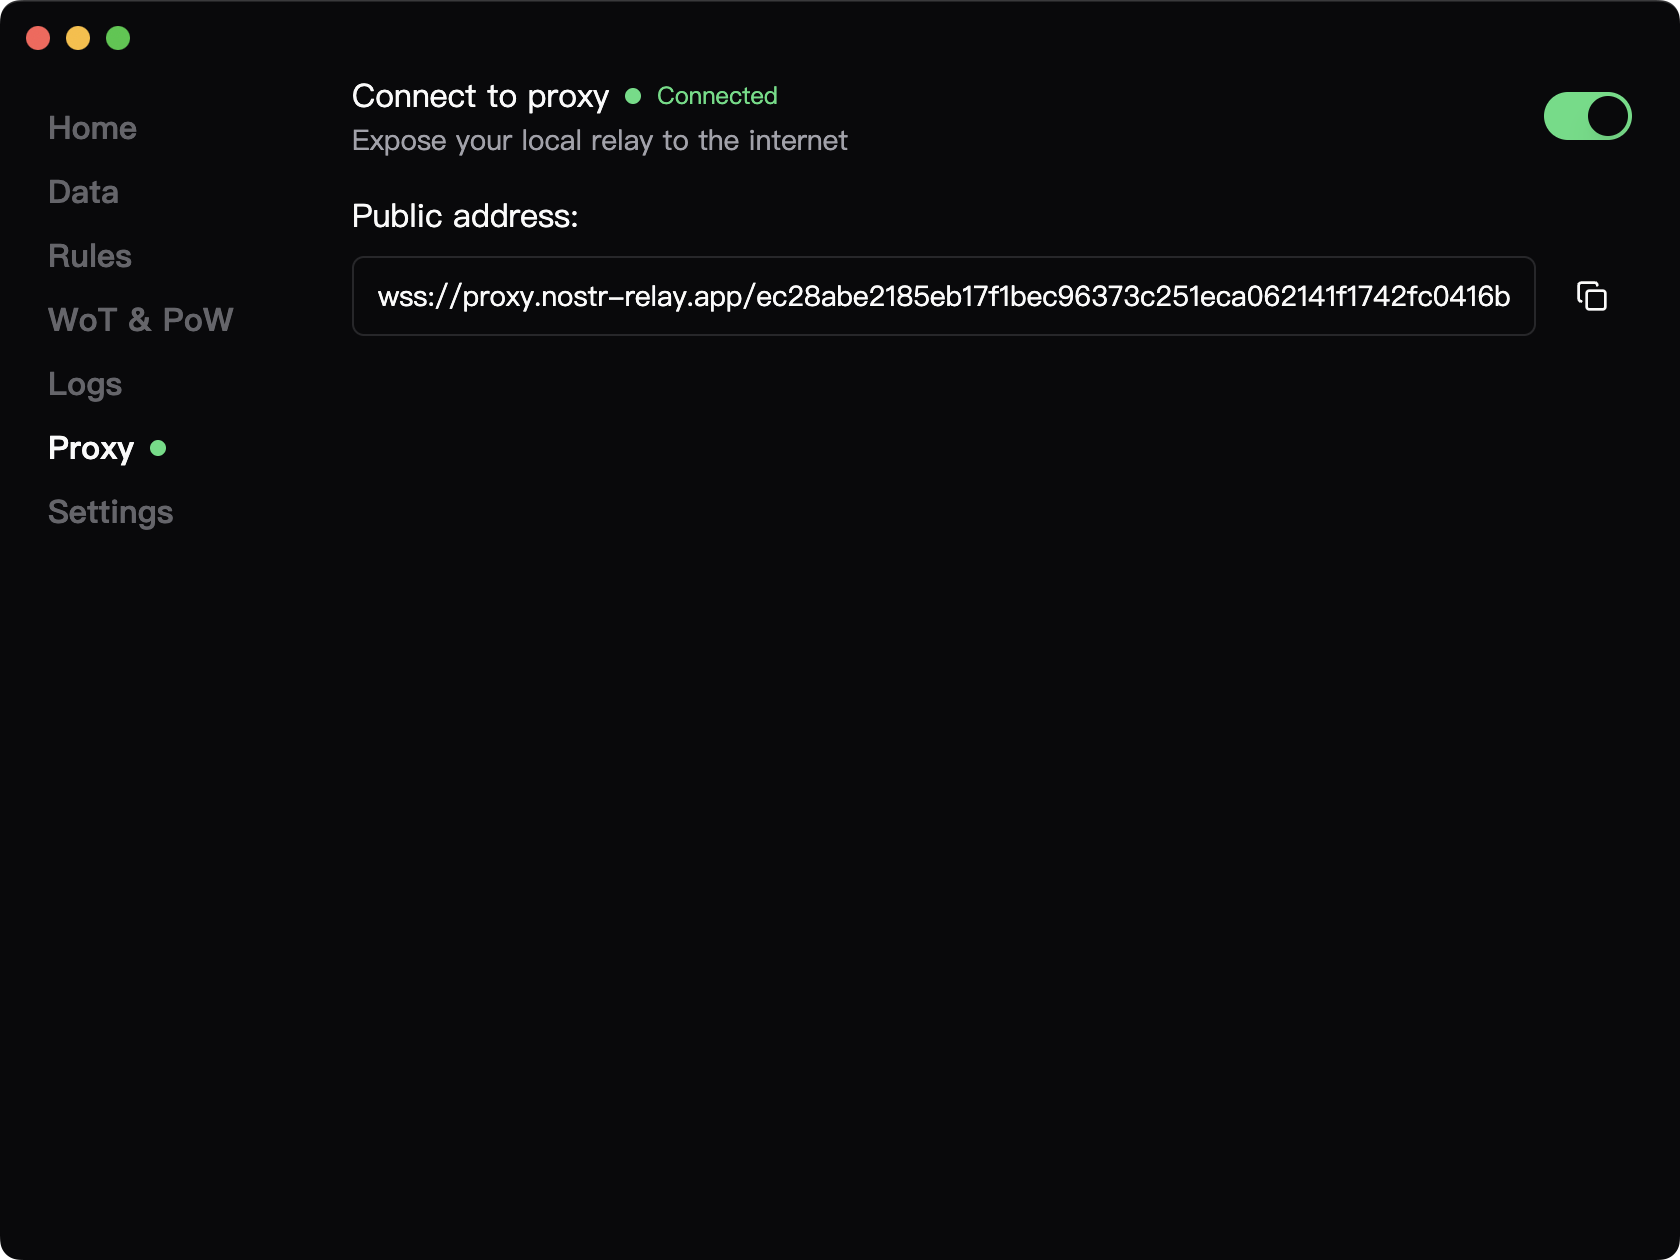 Home
Data
Rules
WoT & PoW
Logs
Proxy
Settings
Connect to proxy
Connected
Expose your local relay to the internet
Public address:
wss://proxy.nostr-relay.app/ec28abe2185eb17f1bec96373c251eca062141f1742fc0416b